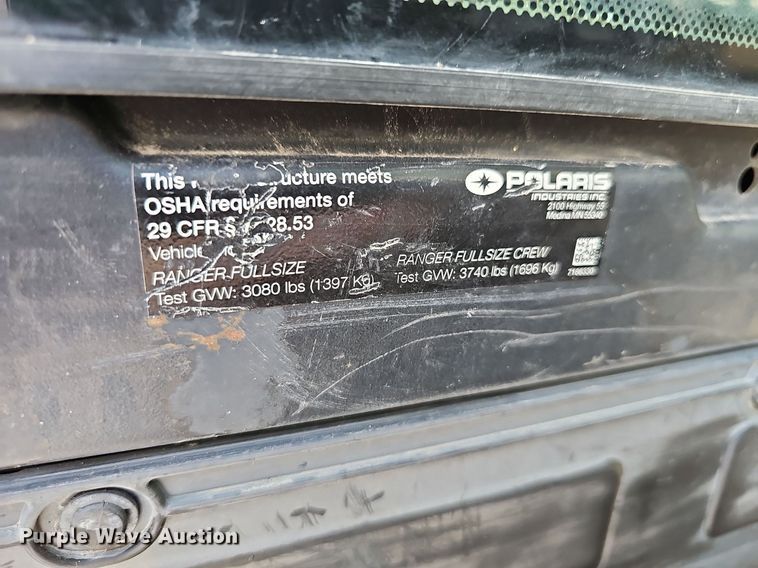 This ucture meets
OSHA requirements of
29 CFR § 28.53
Vehicle
RANGER FULLSIZE
Test GVW: 3080 lbs (1397 Kg)
RANGER FULLSIZE CREW
Test GVW: 3740 lbs (1696 Kg)
POLARIS
INDUSTRIES INC.
2100 Highway 55
Medina MN 55340
Purple Wave Auction